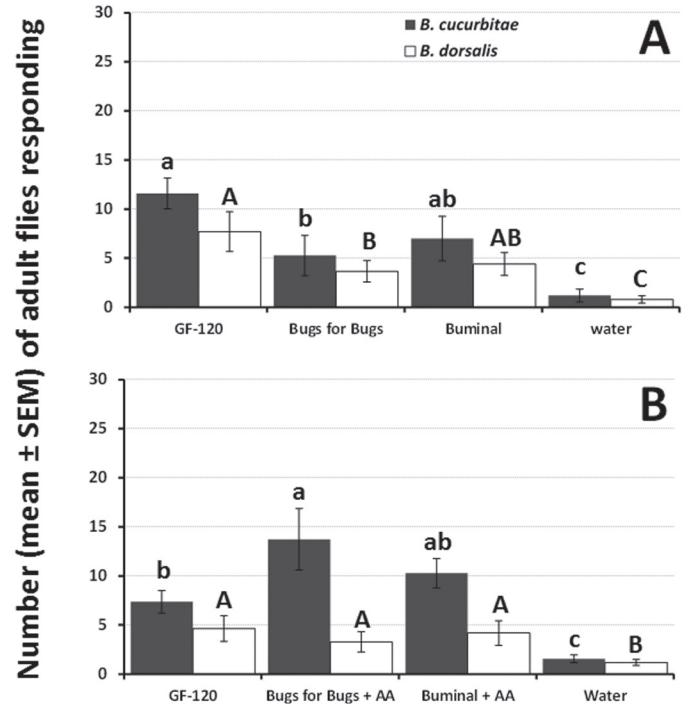 Number (mean ± SEM) of adult flies responding
A
B. cucurbitae
B. dorsalis
30
25
20
15
10
5
0
a
A
b
B
ab
AB
c
C
GF-120
Bugs for Bugs
Buminal
water
B
30
25
20
15
10
5
0
b
A
a
A
ab
A
c
B
GF-120
Bugs for Bugs + AA
Buminal + AA
Water